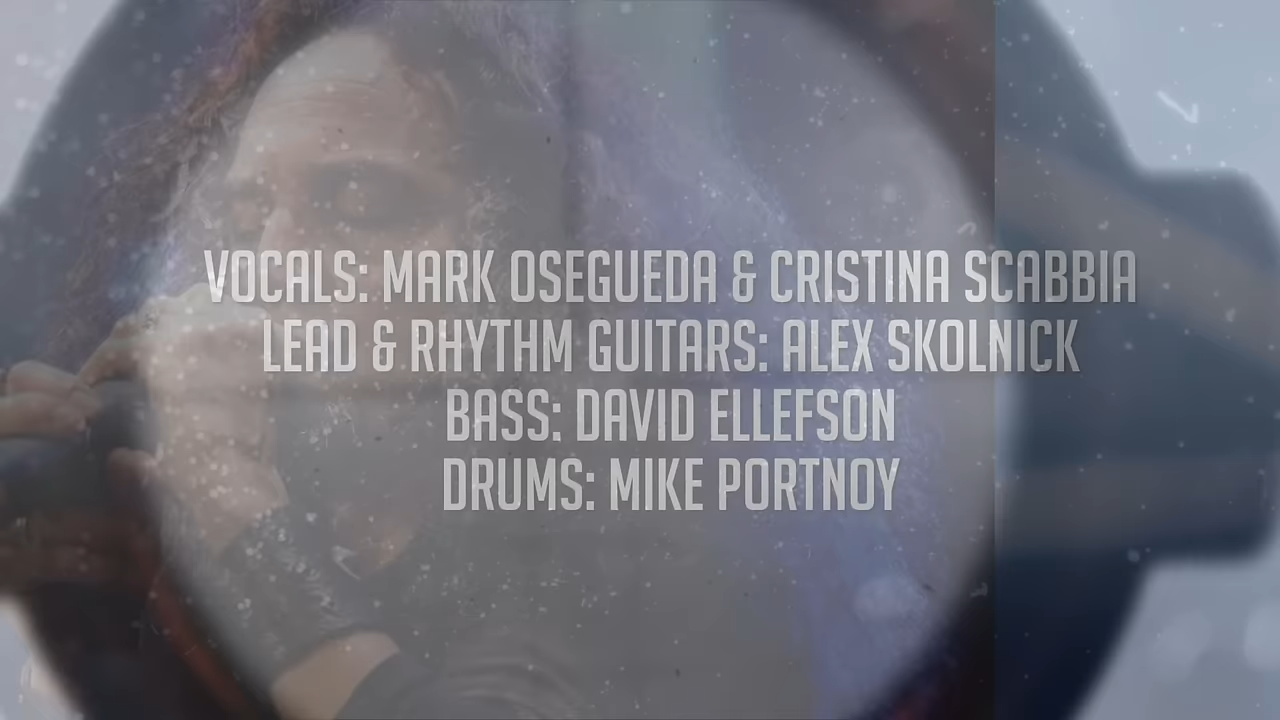 VOCALS: MARK OSEGUEDA & CRISTINA SCABBIA
LEAD & RHYTHM GUITARS: ALEX SKOLNICK
BASS: DAVID ELLEFSON
DRUMS: MIKE PORTNOY